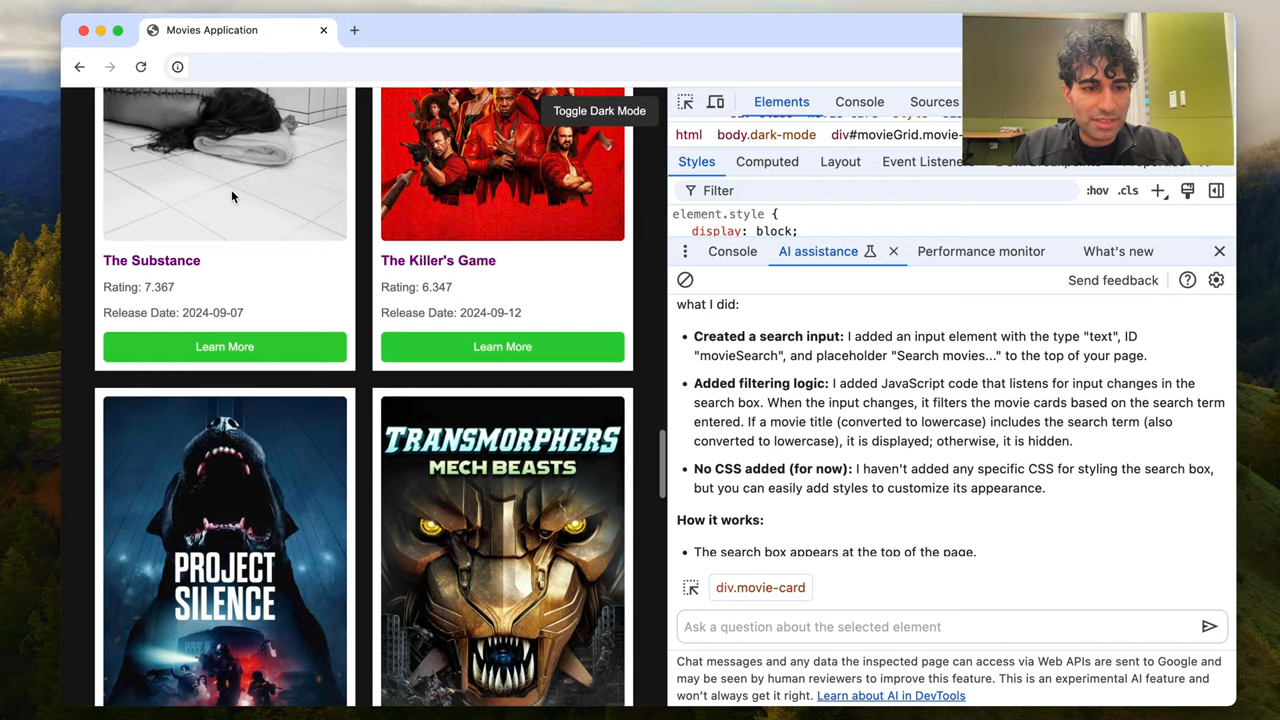 Movies Application
Toggle Dark Mode
The Substance
Rating: 7.367
Release Date: 2024-09-07
Learn More
The Killer's Game
Rating: 6.347
Release Date: 2024-09-12
Learn More
PROJECT
SILENCE
TRANSMORPHERS
MECH BEASTS
Elements
Console
Sources
html
body.dark-mode
div#movieGrid.movie-
Styles
Computed
Layout
Event Listene
Filter
:hov
.cls
element.style {
display: block;
Console
AI assistance
Performance monitor
What's new
Send feedback
what I did:
• Created a search input: I added an input element with the type "text", ID
"movieSearch", and placeholder "Search movies..." to the top of your page.
• Added filtering logic: I added JavaScript code that listens for input changes in the
search box. When the input changes, it filters the movie cards based on the search term
entered. If a movie title (converted to lowercase) includes the search term (also
converted to lowercase), it is displayed; otherwise, it is hidden.
• No CSS added (for now): I haven't added any specific CSS for styling the search box,
but you can easily add styles to customize its appearance.
How it works:
• The search box appears at the top of the page.
div.movie-card
Ask a question about the selected element
Chat messages and any data the inspected page can access via Web APIs are sent to Google and
may be seen by human reviewers to improve this feature. This is an experimental AI feature and
won't always get it right. Learn about AI in DevTools